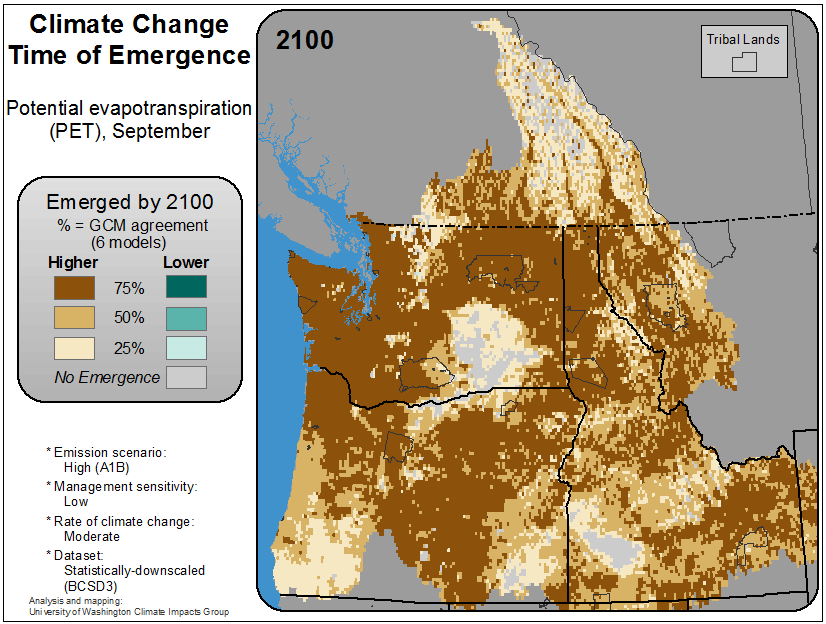 Climate Change
Time of Emergence
Potential evapotranspiration
(PET), September
Emerged by 2100
% = GCM agreement
(6 models)
Higher Lower
75%
50%
25%
No Emergence
* Emission scenario:
High (A1B)
* Management sensitivity:
Low
* Rate of climate change:
Moderate
* Dataset:
Statistically-downscaled
(BCSD3)
Analysis and mapping:
University of Washington Climate Impacts Group
2100
Tribal Lands